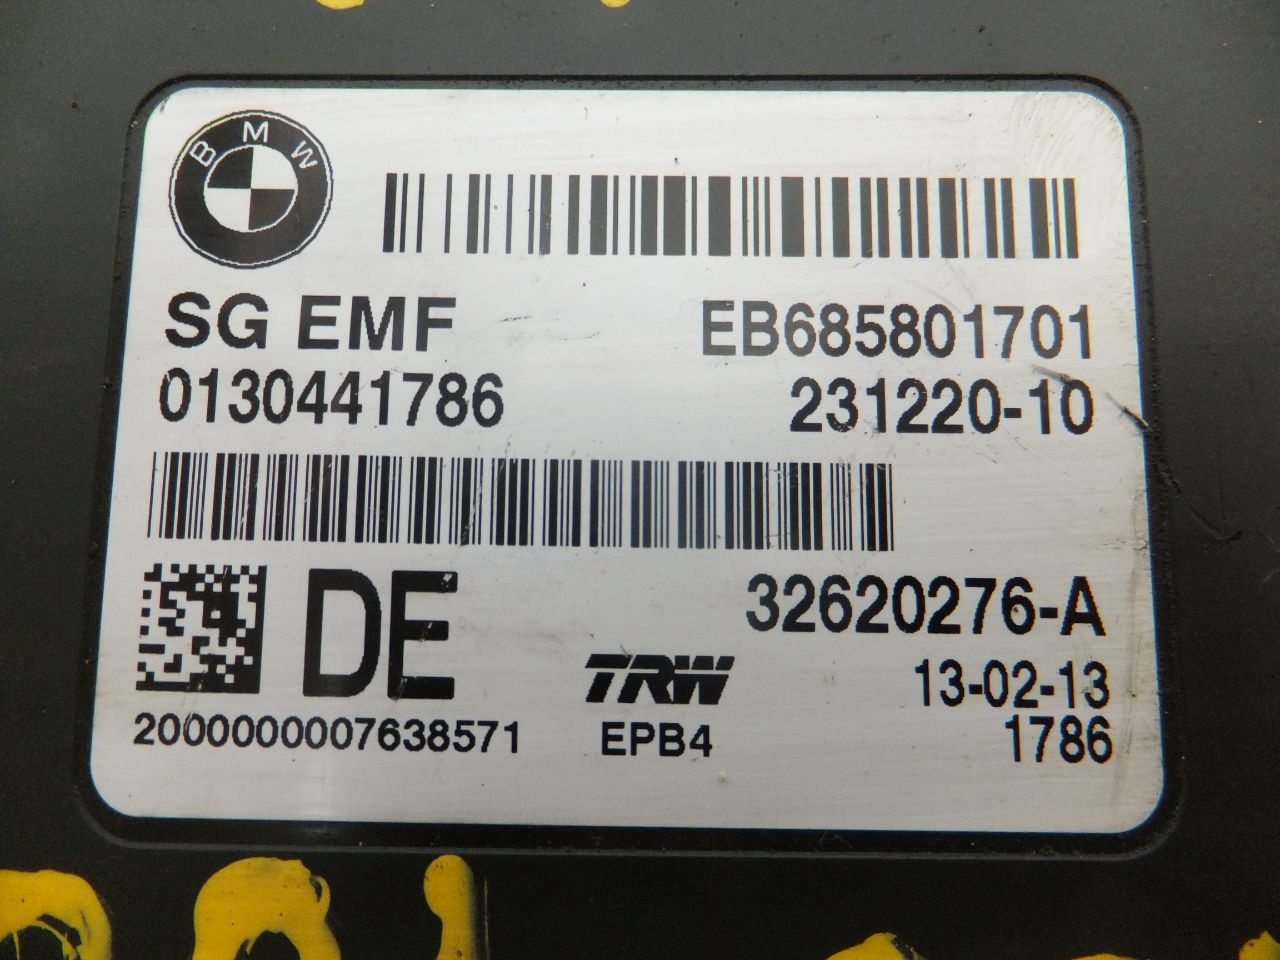 BMW
SG EMF EB685801701
0130441786 231220-10
DE 32620276-A
TRW 13-02-13
2000000007638571 EPB4 1786